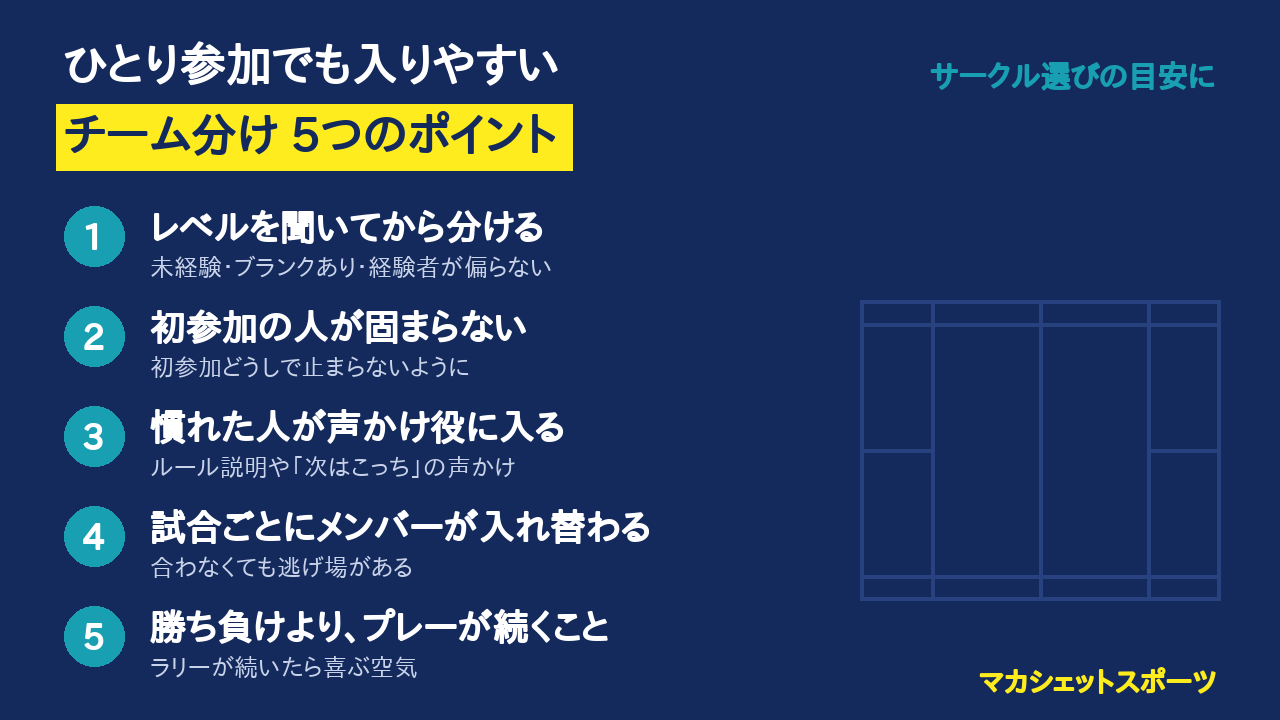 ひとり参加でも入りやすい
チーム分け 5つのポイント
サークル選びの目安に
1
レベルを聞いてから分ける
未経験・ブランクあり・経験者が偏らない
2
初参加の人が固まらない
初参加どうしで止まらないように
3
慣れた人が声かけ役に入る
ルール説明や「次はこっち」の声かけ
4
試合ごとにメンバーが入れ替わる
合わなくても逃げ場がある
5
勝ち負けより、プレーが続くこと
ラリーが続いたら喜ぶ空気
マカシェットスポーツ